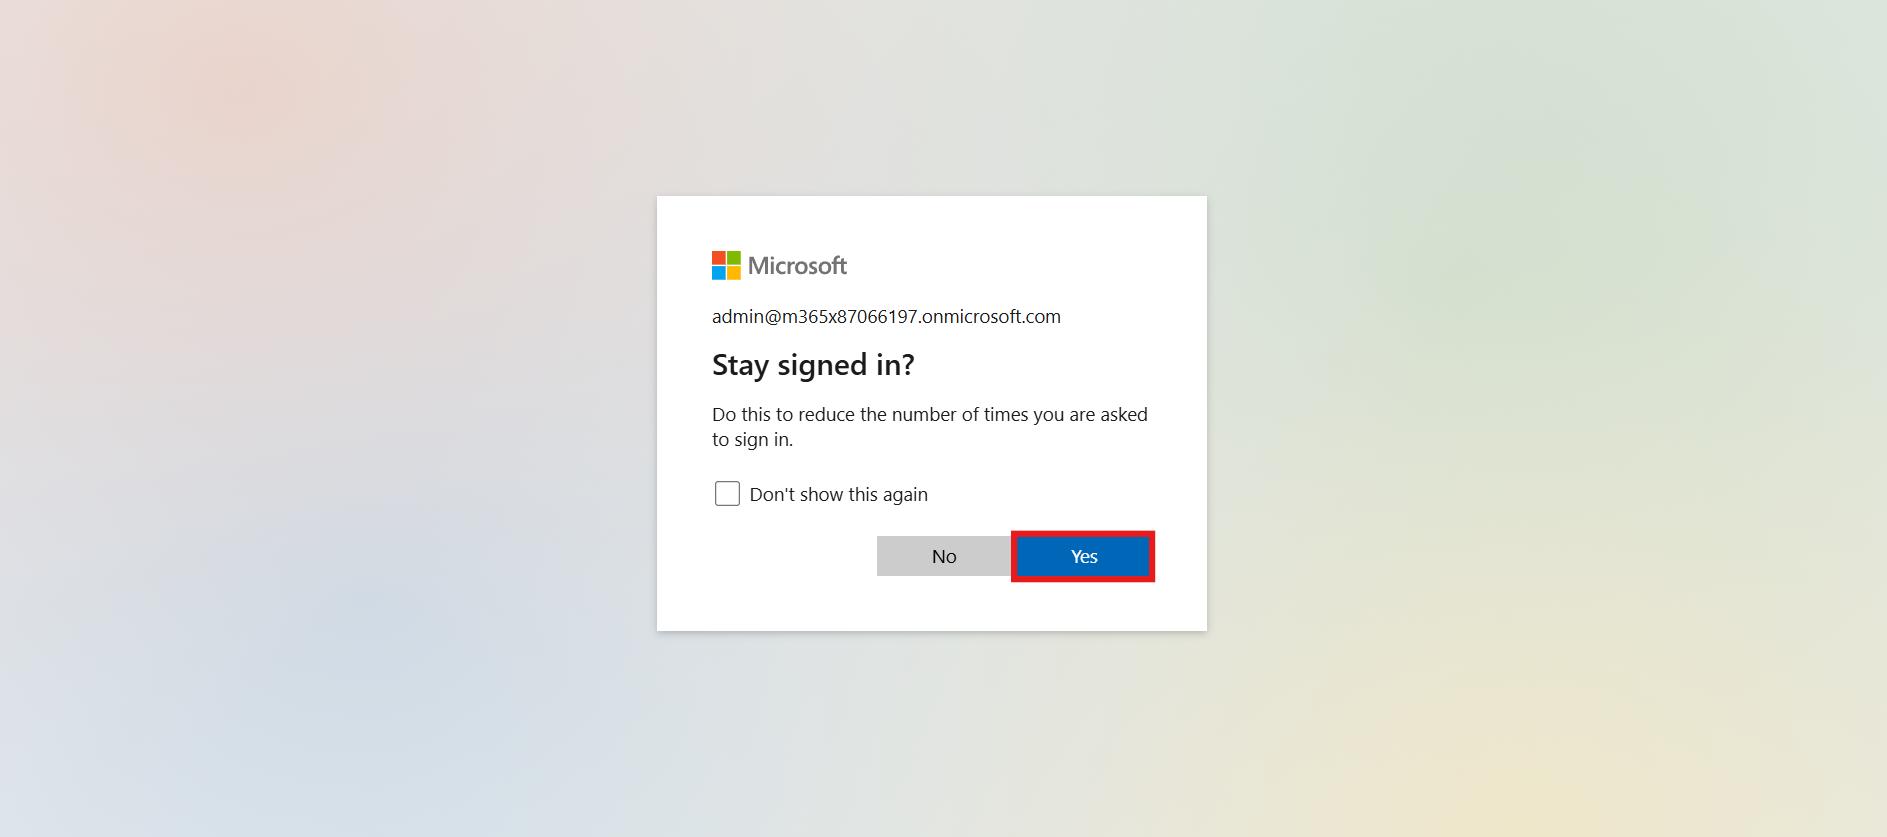 Microsoft
admin@m365x87066197.onmicrosoft.com
Stay signed in?
Do this to reduce the number of times you are asked
to sign in.
Don't show this again
No
Yes